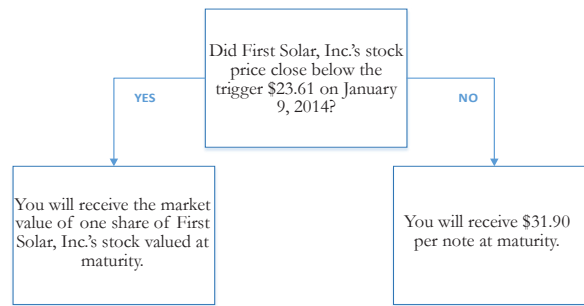 Did First Solar, Inc.'s stock
price close below the
trigger $23.61 on January
9, 2014?
YES
NO
You will receive the market
value of one share of First
Solar, Inc.'s stock valued at
maturity.
You will receive $31.90
per note at maturity.